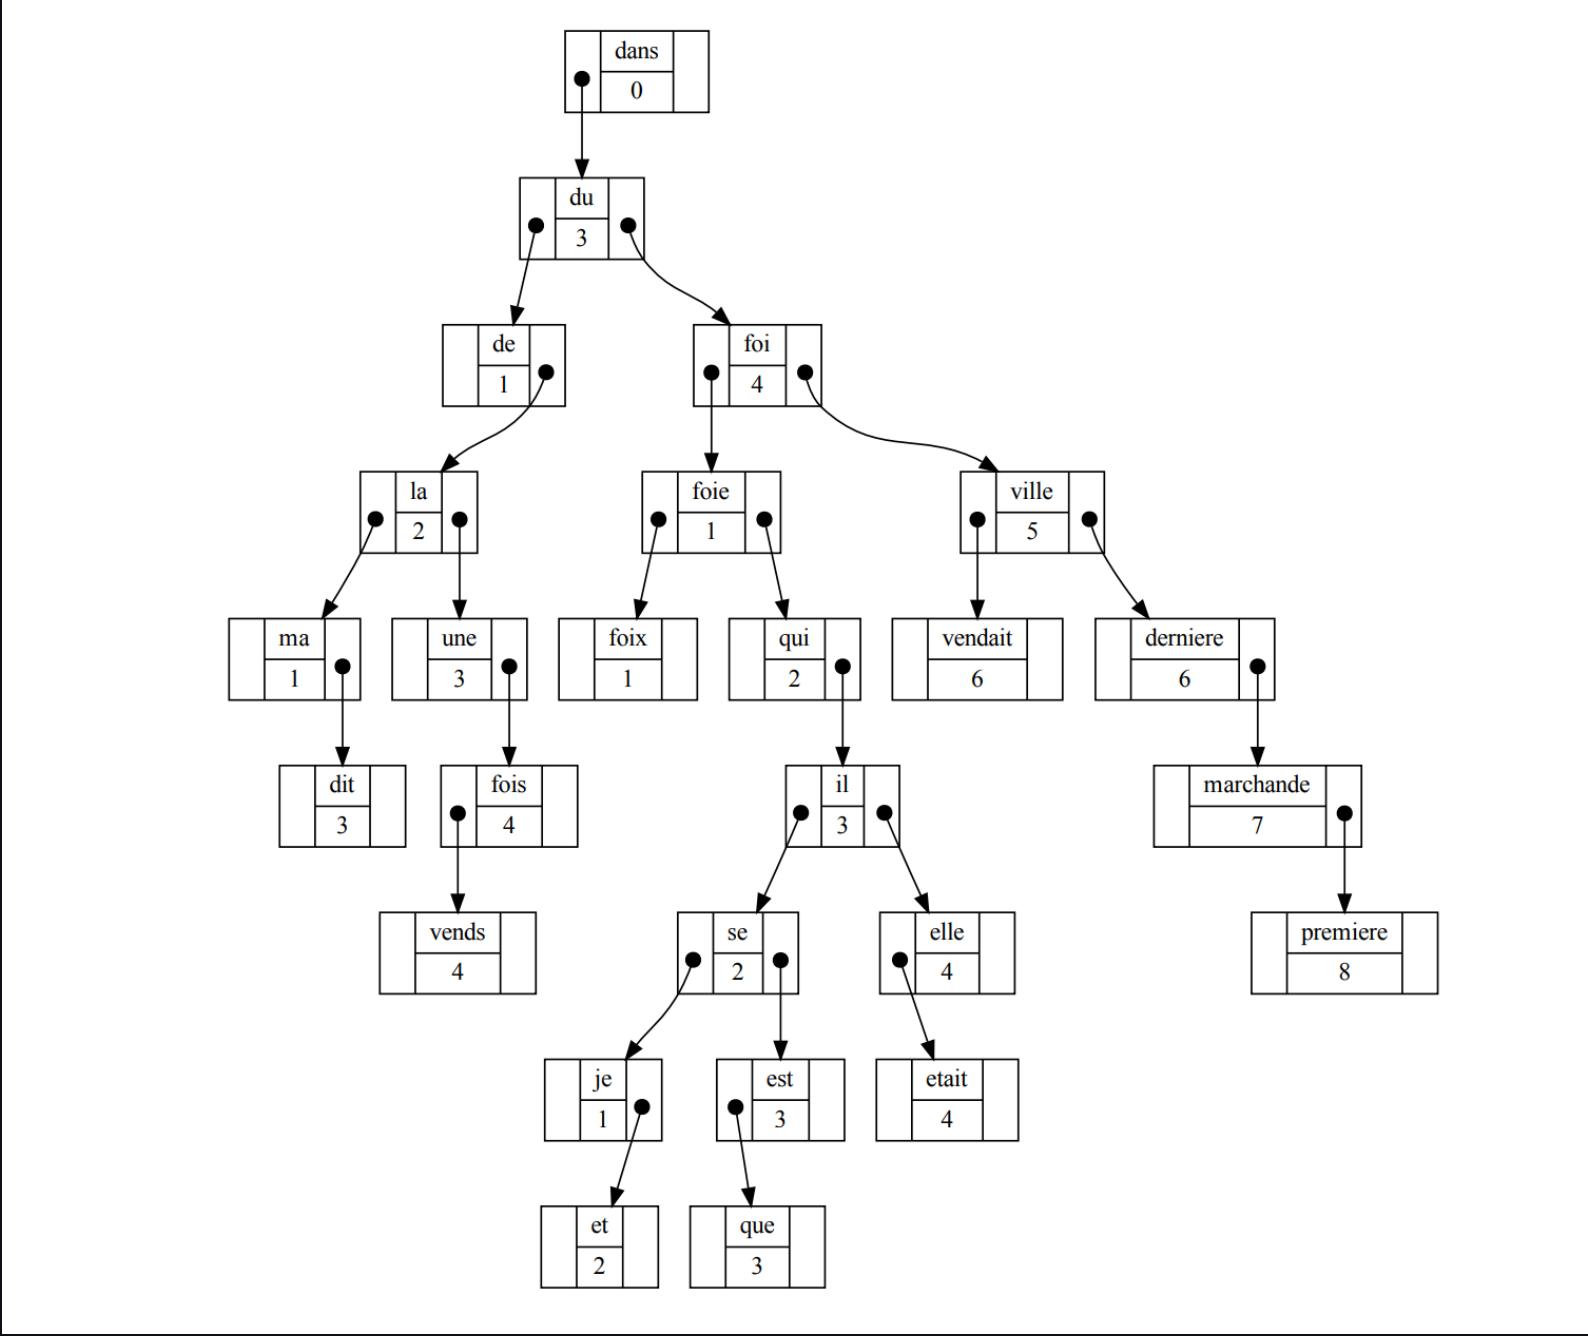 dans
0
du
3
de
1
foi
4
la
2
foie
1
ville
5
ma
1
une
3
foix
1
qui
2
vendait
6
derniere
6
dit
3
fois
4
il
3
marchande
7
vends
4
se
2
elle
4
premiere
8
je
1
est
3
etait
4
et
2
que
3